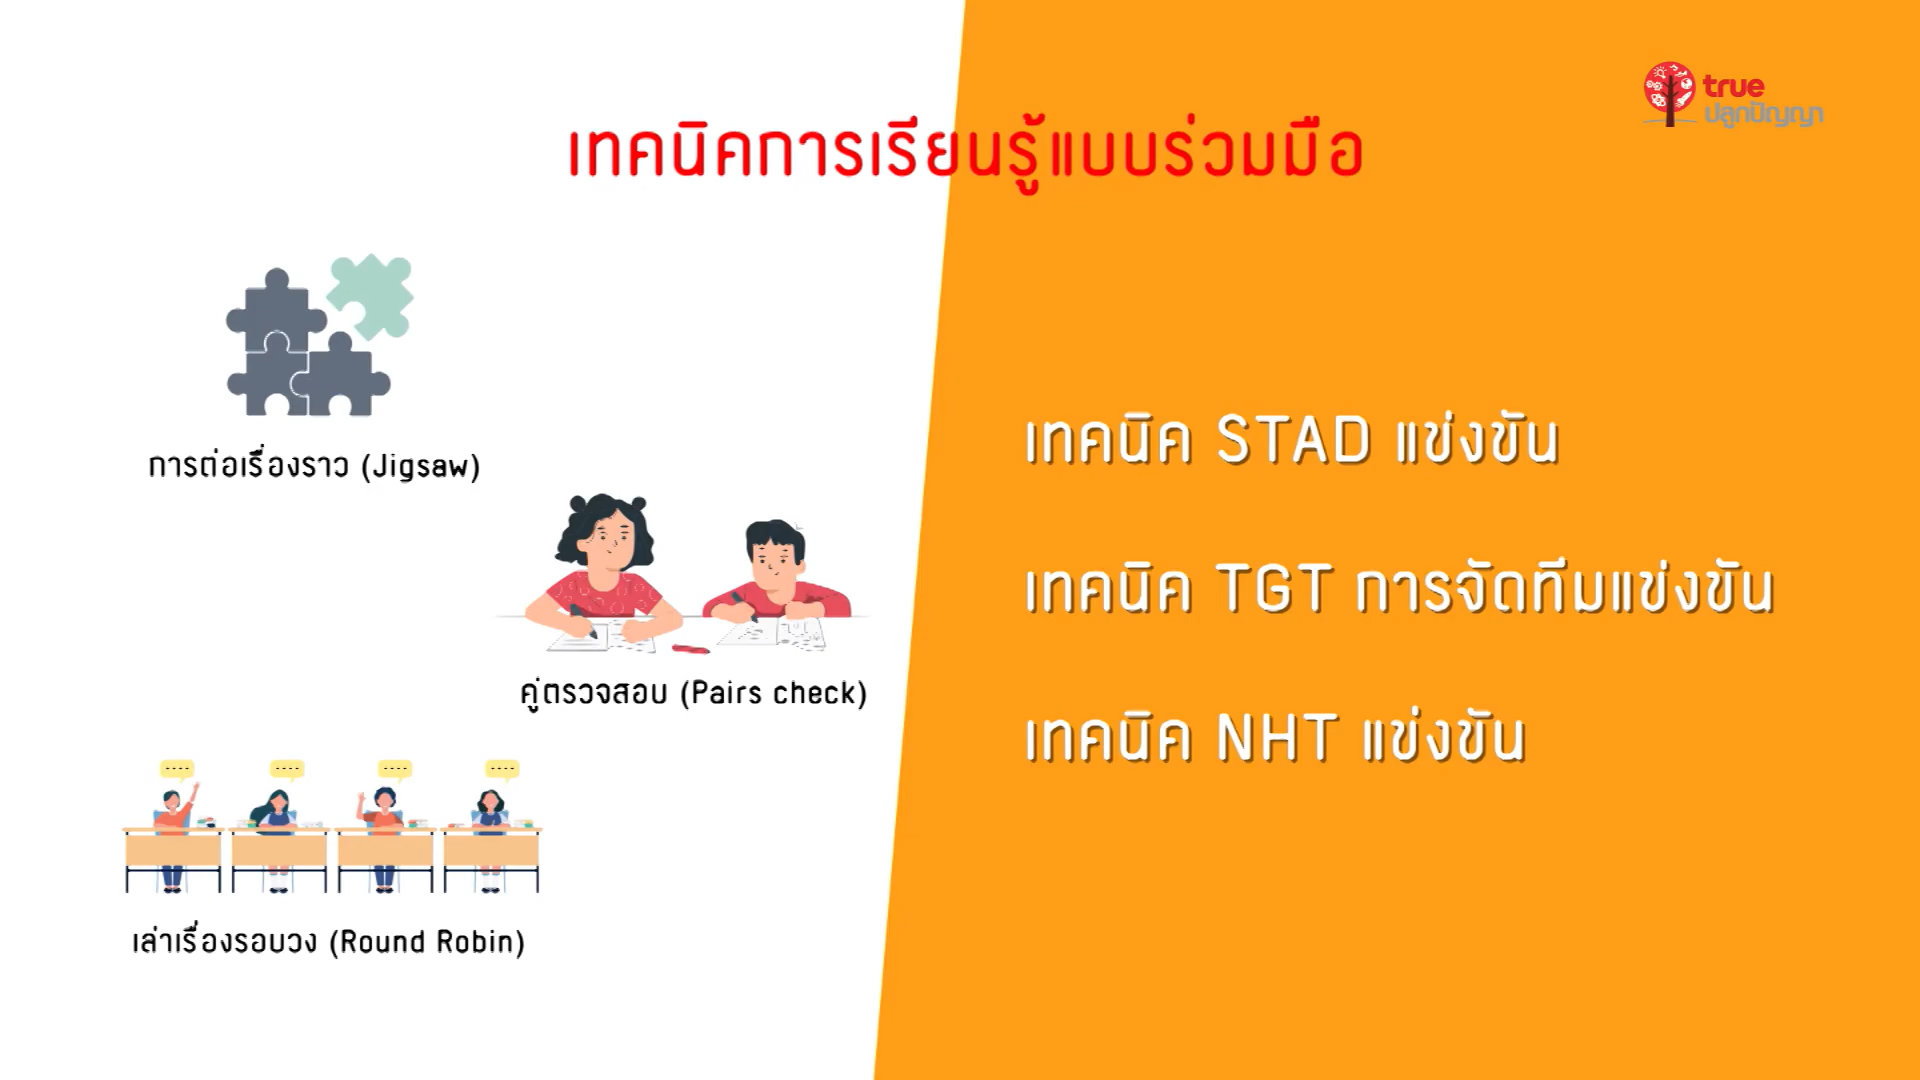 true
ปลูกปัญญา
เทคนิคการเรียนรู้แบบร่วมมือ
การต่อเรื่องราว (Jigsaw)
คู่ตรวจสอบ (Pairs check)
เล่าเรื่องรอบวง (Round Robin)
เทคนิค STAD แข่งขัน
เทคนิค TGT การจัดทีมแข่งขัน
เทคนิค NHT แข่งขัน